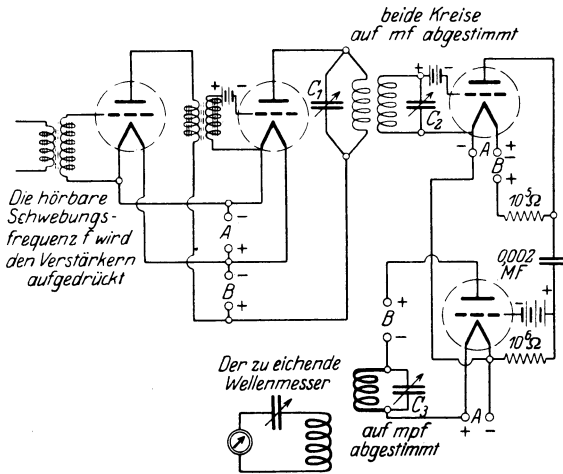 beide Kreise
auf mf abgestimmt
+ -
C₁
+ -
C₂
- A +
-
B
+
10⁵Ω
Die hörbare
Schwebungs-
frequenz f wird
den Verstärkern
aufgedrückt
-
A
+
-
B
+
0,002
MF
+
+
B
-
10⁶Ω
Der zu eichende
Wellenmesser
C₃
+ A -
auf mpf
abgestimmt